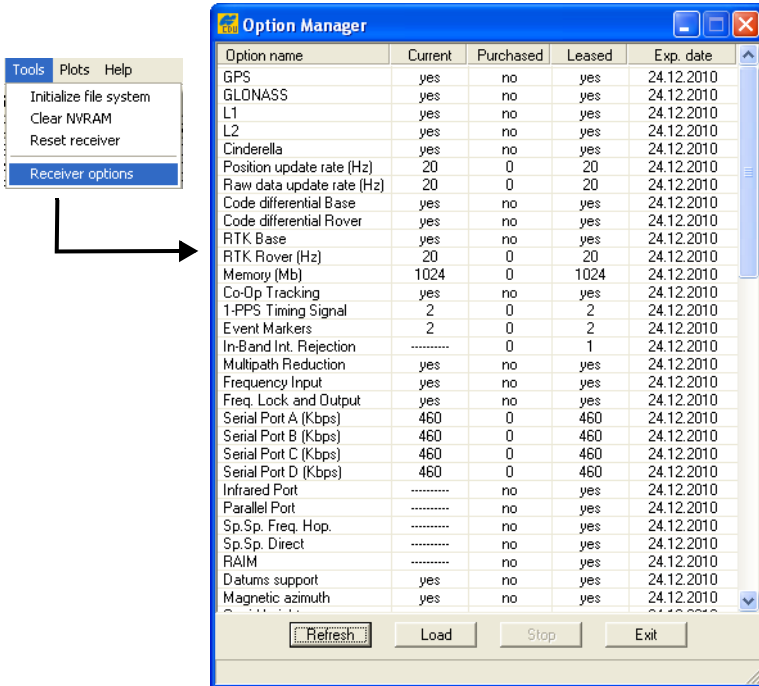 Tools Plots Help
Initialize file system
Clear NVRAM
Reset receiver
Receiver options
CDU Option Manager
Option name Current Purchased Leased Exp. date
GPS yes no yes 24.12.2010
GLONASS yes no yes 24.12.2010
L1 yes no yes 24.12.2010
L2 yes no yes 24.12.2010
Cinderella yes no yes 24.12.2010
Position update rate (Hz) 20 0 20 24.12.2010
Raw data update rate (Hz) 20 0 20 24.12.2010
Code differential Base yes no yes 24.12.2010
Code differential Rover yes no yes 24.12.2010
RTK Base yes no yes 24.12.2010
RTK Rover (Hz) 20 0 20 24.12.2010
Memory (Mb) 1024 0 1024 24.12.2010
Co-Op Tracking yes no yes 24.12.2010
1-PPS Timing Signal 2 0 2 24.12.2010
Event Markers 2 0 2 24.12.2010
In-Band Int. Rejection --------- 0 1 24.12.2010
Multipath Reduction yes no yes 24.12.2010
Frequency Input yes no yes 24.12.2010
Freq. Lock and Output yes no yes 24.12.2010
Serial Port A (Kbps) 460 0 460 24.12.2010
Serial Port B (Kbps) 460 0 460 24.12.2010
Serial Port C (Kbps) 460 0 460 24.12.2010
Serial Port D (Kbps) 460 0 460 24.12.2010
Infrared Port --------- no yes 24.12.2010
Parallel Port --------- no yes 24.12.2010
Sp.Sp. Freq. Hop. --------- no yes 24.12.2010
Sp.Sp. Direct --------- no yes 24.12.2010
RAIM --------- no yes 24.12.2010
Datums support yes no yes 24.12.2010
Magnetic azimuth yes no yes 24.12.2010
Refresh Load Stop Exit